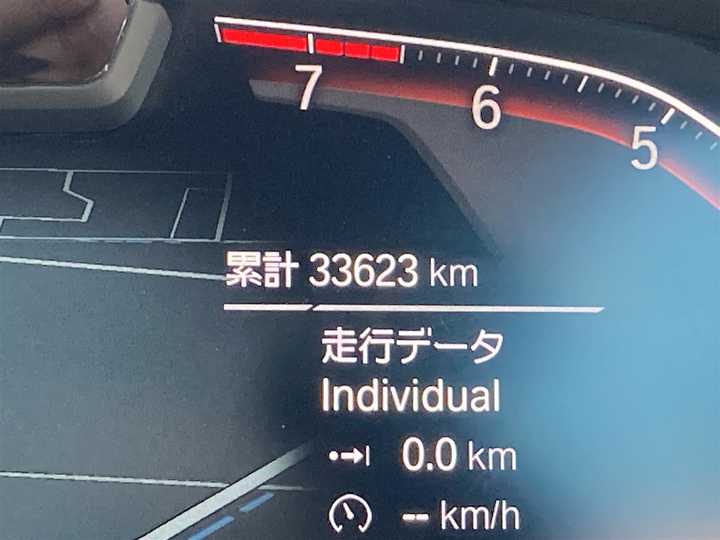 7 6 5
累計 33623 km
走行データ
Individual
0.0 km
-- km/h